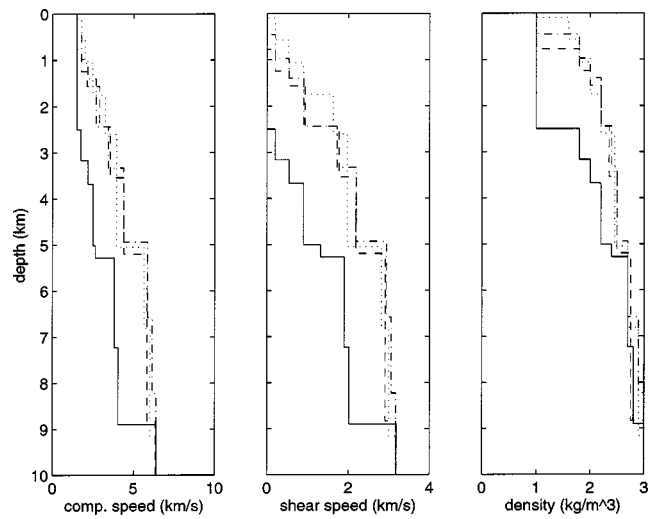 0
1
2
3
4
5
6
7
8
9
10
depth (km)
0 5 10
comp. speed (km/s)
0 2 4
shear speed (km/s)
0 1 2 3
density (kg/m^3)